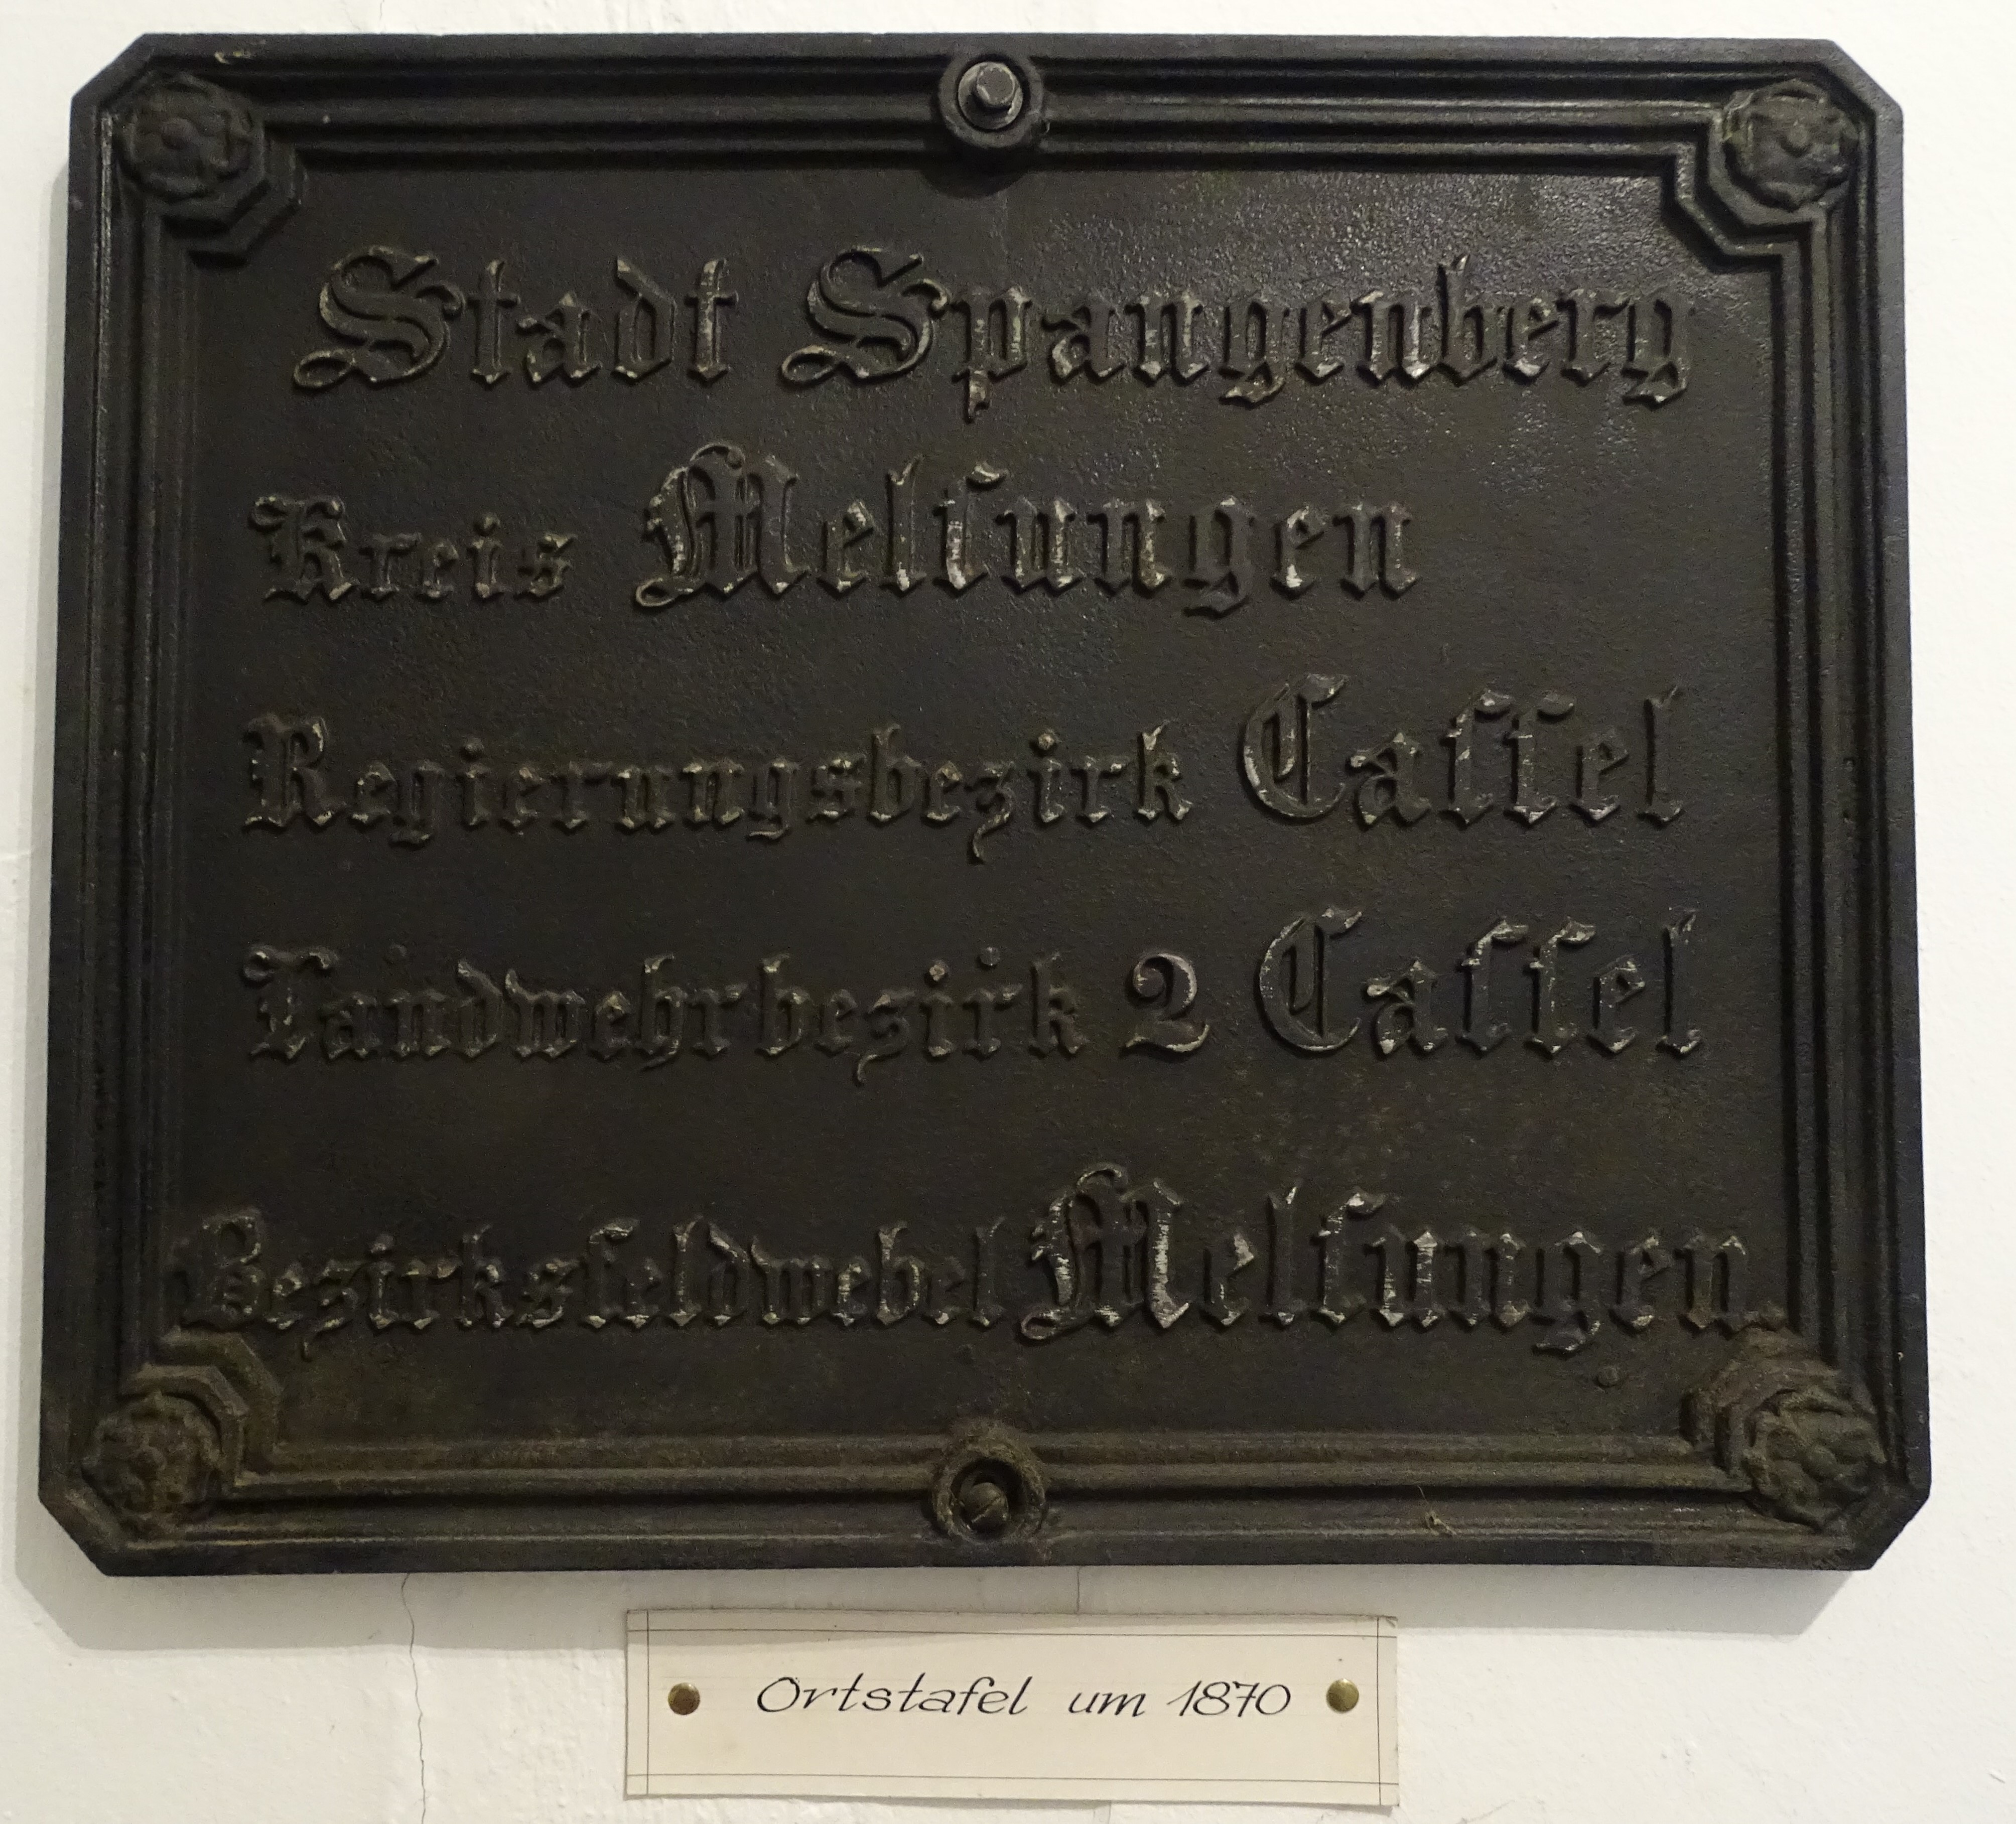 Stadt Spangenberg
Kreis Melſungen
Regierungsbezirk Caſſel
Landwehrbezirk 2 Caſſel
Bezirksfeldwebel Melſungen.
Ortstafel um 1870